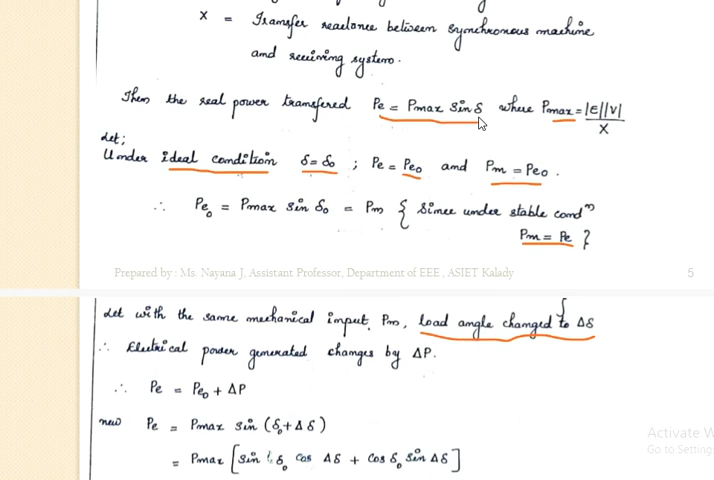 X = Transfer reactance between synchronous machine
and receiving system.
Then the real power transfered Pe = Pmax Sin δ where Pmax = |E||V| / X
Let;
Under ideal condition δ = δ₀ ; Pe = Pe₀ and Pm = Pe₀.
∴ Pe₀ = Pmax sin δ₀ = Pm { Since under stable condⁿ
Pm = Pe }
Prepared by : Ms. Nayana J, Assistant Professor, Department of EEE , ASIET Kalady 5
Let with the same mechanical input Pm, Load angle changed to Δδ
∴ Electrical power generated changes by ΔP.
∴ Pe = Pe₀ + ΔP
now Pe = Pmax Sin (δ₀ + Δδ)
= Pmax [Sin δ₀ Cos Δδ + Cos δ₀ Sin Δδ]
Activate W
Go to Setting